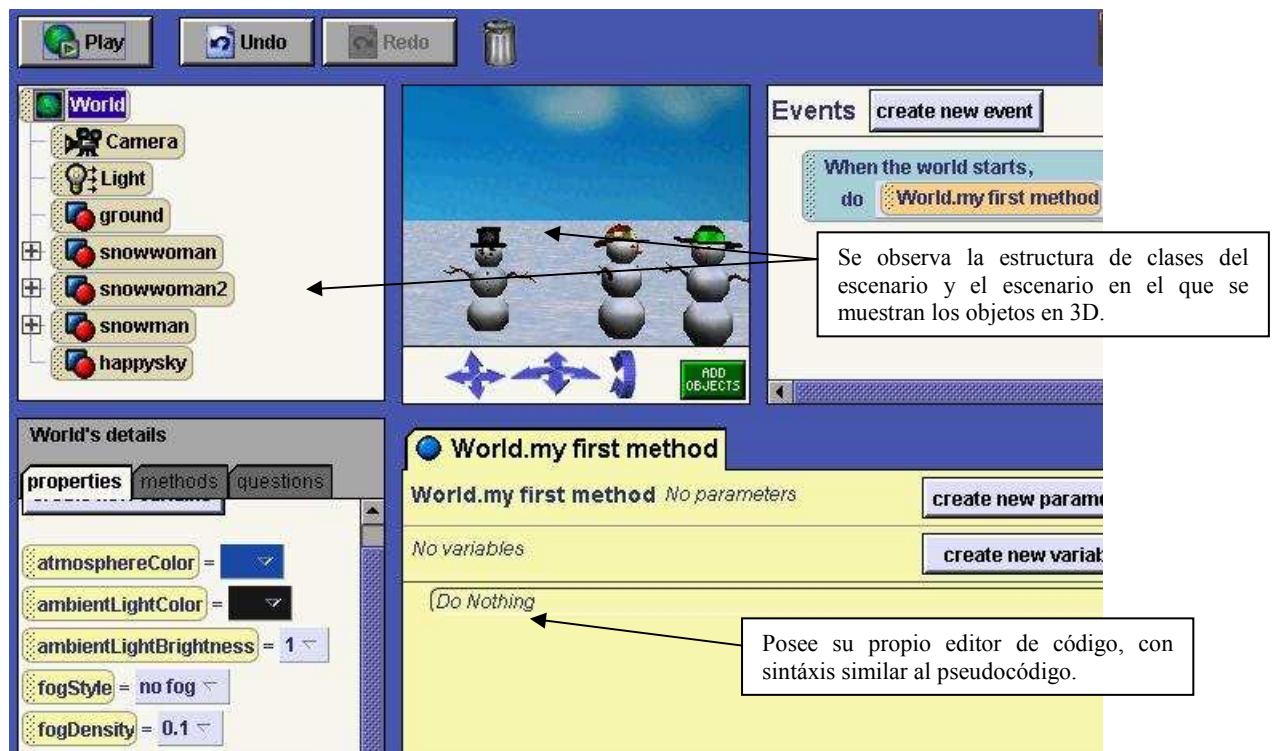 Play
Undo
Redo
World
Camera
Light
ground
snowwoman
snowwoman2
snowman
happysky
ADD
OBJECTS
Events create new event
When the world starts,
do World.my first method
Se observa la estructura de clases del
escenario y el escenario en el que se
muestran los objetos en 3D.
World's details
properties methods questions
atmosphereColor =
ambientLightColor =
ambientLightBrightness = 1
fogStyle = no fog
fogDensity = 0.1
World.my first method
World.my first method No parameters
create new param
No variables
create new varia
(Do Nothing
Posee su propio editor de código, con
sintáxis similar al pseudocódigo.